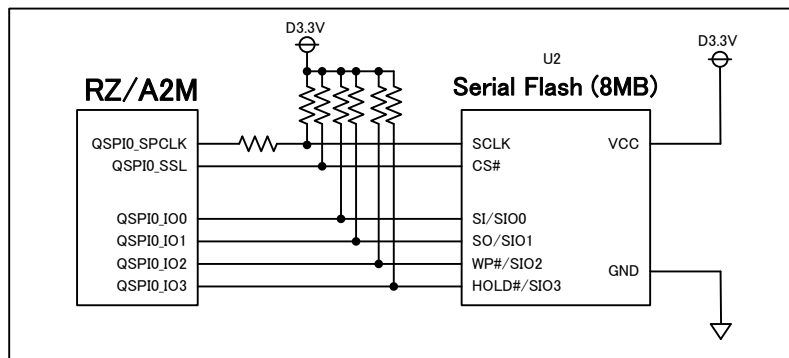 D3.3V
D3.3V
U2
RZ/A2M
Serial Flash (8MB)
QSPI0_SPCLK
QSPI0_SSL
QSPI0_IO0
QSPI0_IO1
QSPI0_IO2
QSPI0_IO3
SCLK
CS#
SI/SIO0
SO/SIO1
WP#/SIO2
HOLD#/SIO3
VCC
GND